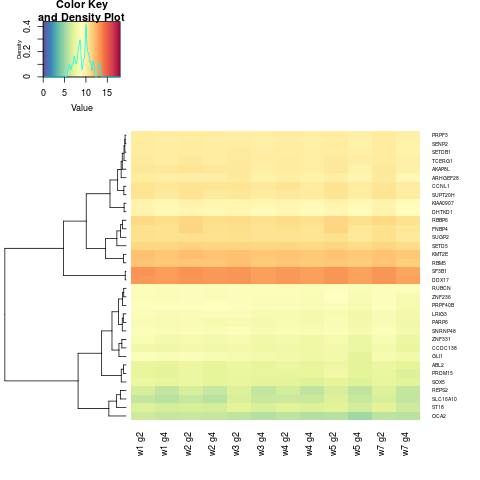 Color Key
and Density Plot
Density
0 0.2 0.4
0 5 10 15
Value
PRPF3
SENP2
SETDB1
TCERG1
AKAP8L
ARHGEF28
CCNL1
SUPT20H
KIAA0907
DHTKD1
RBBP6
FNBP4
SUGP2
SETD5
KMT2E
RBM5
SF3B1
DDX17
RUBCN
ZNF236
PRPF40B
LRIG3
PARP6
SNRNP48
ZNF331
CCDC138
GLI1
ABL2
PRDM15
SOX5
REPS2
SLC16A10
ST18
OCA2
w1 g2
w1 g4
w2 g2
w2 g4
w3 g2
w3 g4
w4 g2
w4 g4
w5 g2
w5 g4
w7 g2
w7 g4